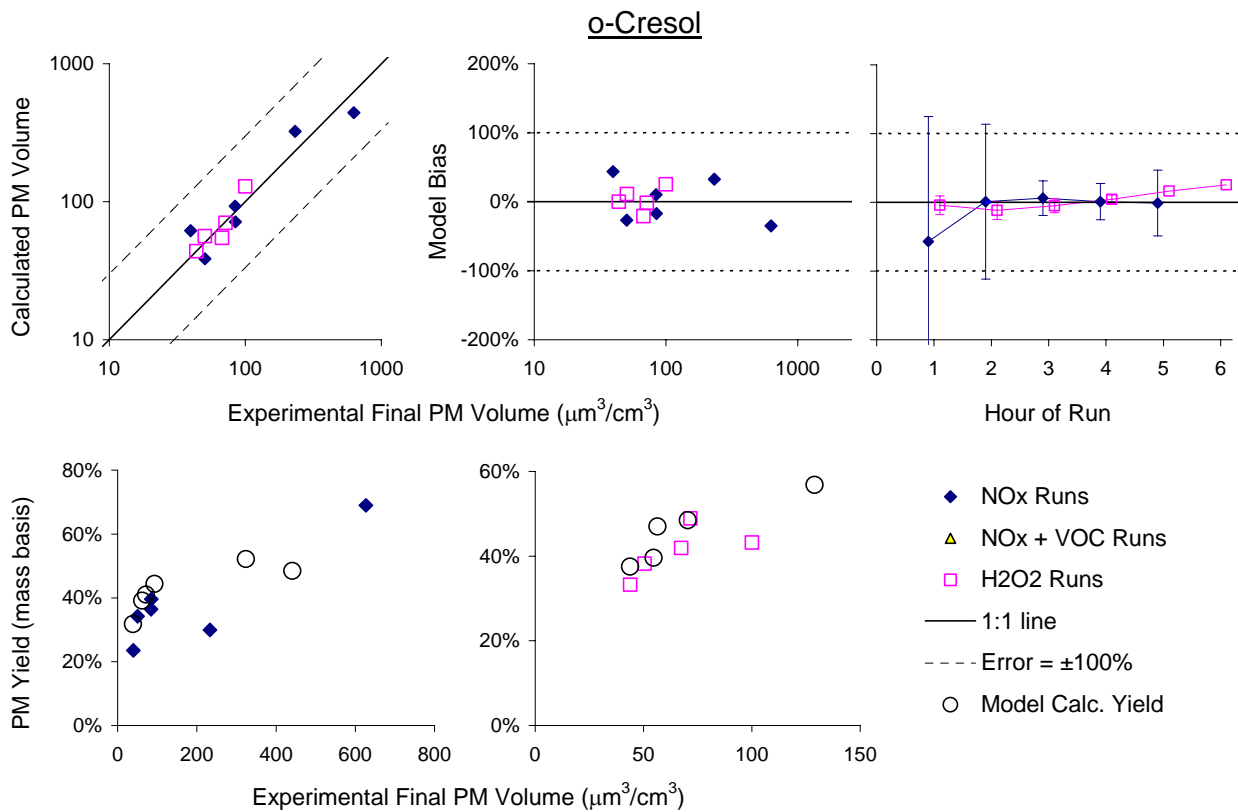 o-Cresol
Calculated PM Volume
1000
100
10
10 100 1000
Model Bias
200%
100%
0%
-100%
-200%
10 100 1000
0 1 2 3 4 5 6
Experimental Final PM Volume (μm³/cm³)
Hour of Run
PM Yield (mass basis)
80%
60%
40%
20%
0%
0 200 400 600 800
60%
40%
20%
0%
0 50 100 150
Experimental Final PM Volume (μm³/cm³)
NOx Runs
NOx + VOC Runs
H2O2 Runs
1:1 line
Error = ±100%
Model Calc. Yield